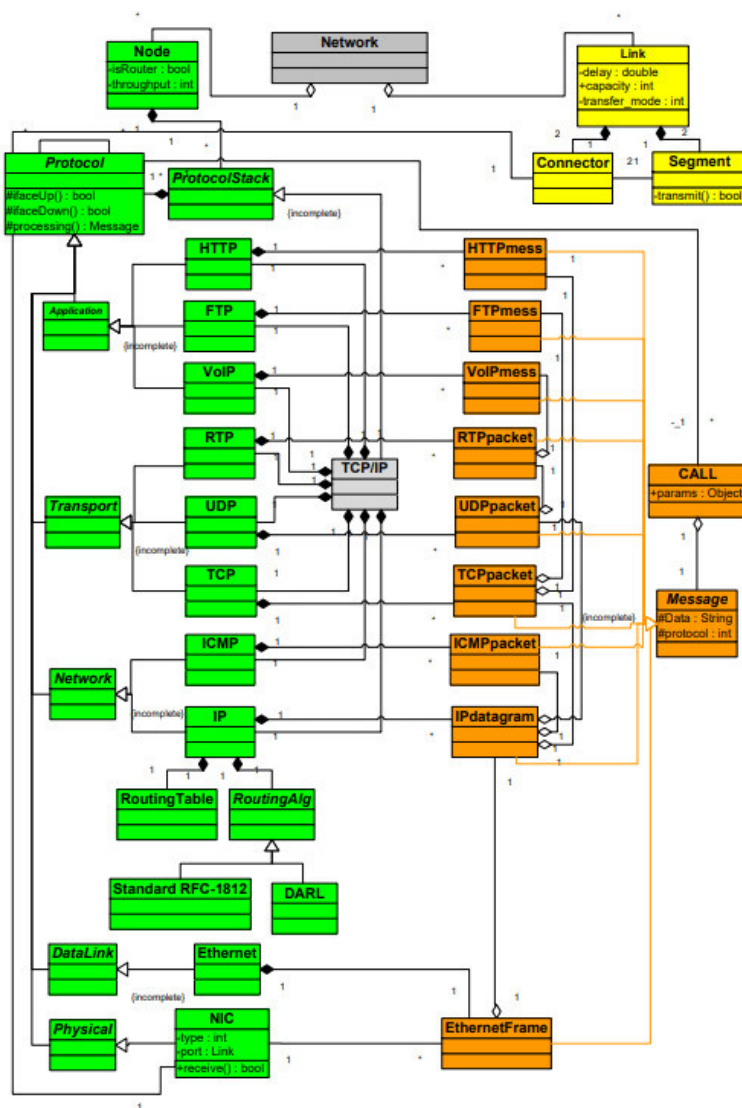 Node
-isRouter : bool
-throughput : int
Network
Link
-delay : double
+capacity : int
-transfer_mode : int
Protocol
#ifaceUp() : bool
#ifaceDown() : bool
#processing() : Message
ProtocolStack
{incomplete}
Connector
Segment
-transmit() : bool
HTTP
HTTPmess
Application
{incomplete}
FTP
FTPmess
VoIP
VoIPmess
RTP
TCP/IP
RTPpacket
CALL
+params : Object
Transport
{incomplete}
UDP
UDPpacket
TCP
TCPpacket
{incomplete}
Message
#Data : String
#protocol : int
ICMP
ICMPpacket
Network
{incomplete}
IP
IPdatagram
RoutingTable
RoutingAlg
Standard RFC-1812
DARL
DataLink
{incomplete}
Ethernet
Physical
NIC
-type : int
-port : Link
+receive() : bool
EthernetFrame